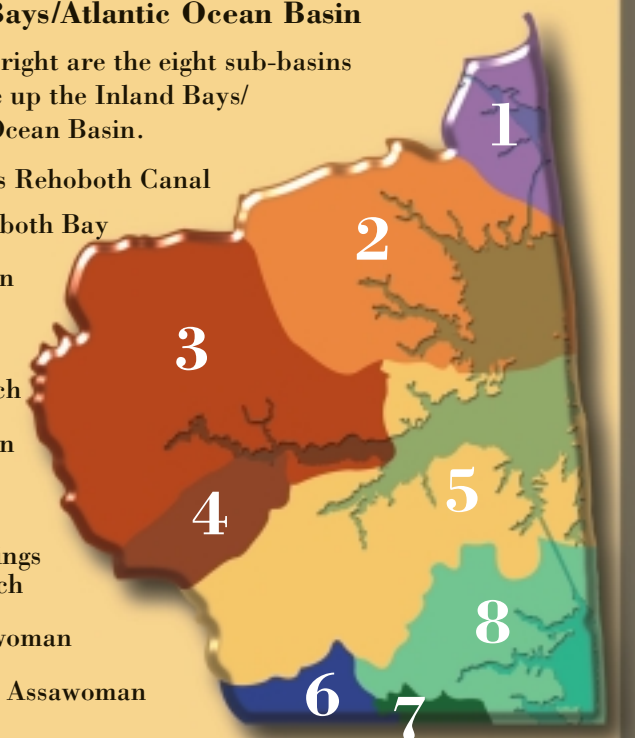 Bays/Atlantic Ocean Basin
right are the eight sub-basins
e up the Inland Bays/
Ocean Basin.
s Rehoboth Canal
both Bay
n
ch
n
ngs
ch
woman
Assawoman
1
2
3
4
5
6
7
8